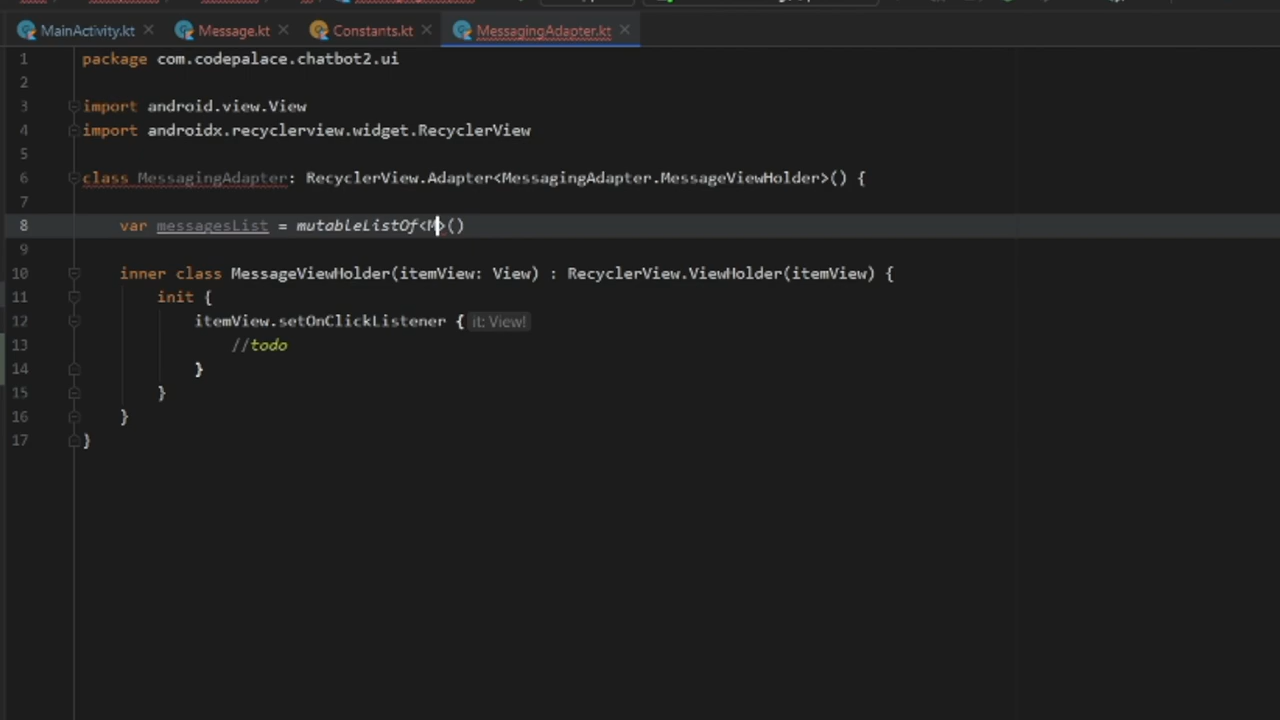 MainActivity.kt Message.kt Constants.kt MessagingAdapter.kt
1 package com.codepalace.chatbot2.ui
2
3 import android.view.View
4 import androidx.recyclerview.widget.RecyclerView
5
6 class MessagingAdapter: RecyclerView.Adapter<MessagingAdapter.MessageViewHolder>() {
7
8 var messagesList = mutableListOf<M>()
9
10 inner class MessageViewHolder(itemView: View) : RecyclerView.ViewHolder(itemView) {
11 init {
12 itemView.setOnClickListener { it: View!
13 //todo
14 }
15 }
16 }
17 }